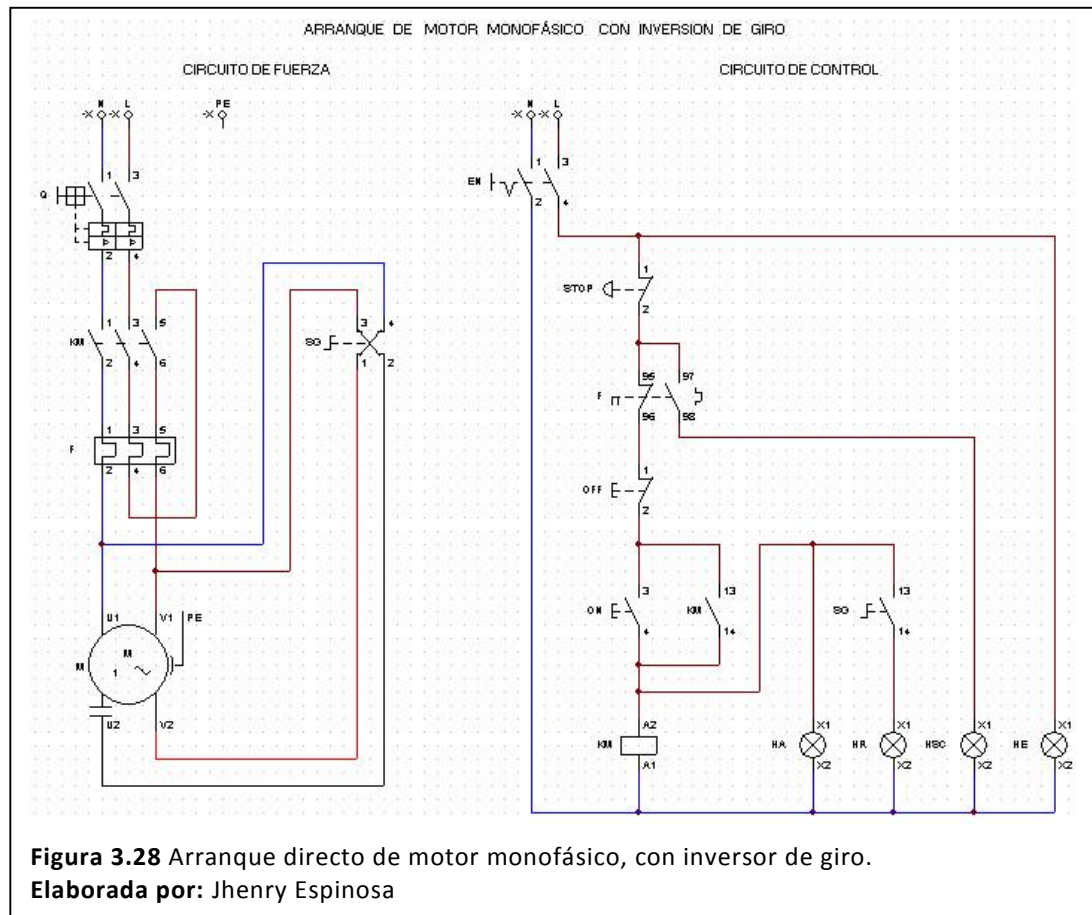 ARRANQUE DE MOTOR MONOFÁSICO CON INVERSION DE GIRO
CIRCUITO DE FUERZA
CIRCUITO DE CONTROL
N L PE
-X -X -X
1 3
Q
2 4
1 3 5
KM
2 4 6
1 3 5
F
2 4 6
3 4
SG
1 2
U1 V1 PE
M M
1
U2 V2
N L
-X -X
1 3
EN
2 4
1
STOP
2
95 97
F
96 98
1
OFF
2
3 13 13
ON KM SG
4 14 14
A2 X1 X1 X1 X1
KM HA HR HSC HE
A1 X2 X2 X2 X2
Figura 3.28 Arranque directo de motor monofásico, con inversor de giro.
Elaborada por: Jhenry Espinosa